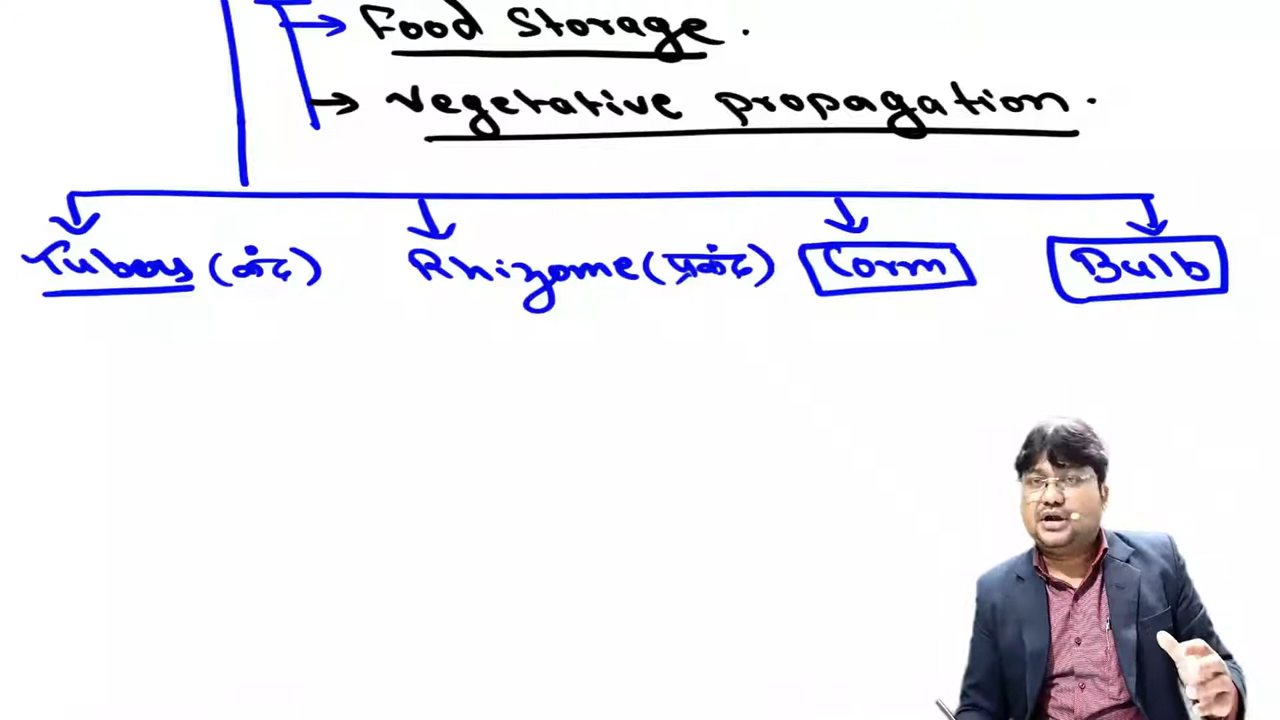 → Food Storage.
→ Vegetative propagation.
Tubers (कंद) Rhizome (प्रकंद) Corm Bulb